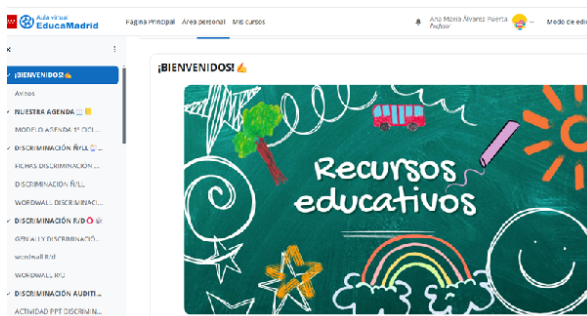 Aula virtual
EducaMadrid
Página Principal Área personal Mis cursos
Ana María Álvarez Puerta
Profesor
Modo de edi
¡BIENVENIDOS!
Avisos
NUESTRA AGENDA
MODELO AGENDA 1º CICL...
DISCRIMINACIÓN Ñ/LL ...
FICHAS DISCRIMINACIÓN ...
DISCRIMINACIÓN Ñ/LL
WORDWALL DISCRIMINACI...
DISCRIMINACIÓN R/D
GENIALLY DISCRIMINACIÓ...
wordwall R/d
WORDWALL R/D
DISCRIMINACIÓN AUDITI...
ACTIVIDAD PPT DISCRIMIN...
¡BIENVENIDOS!
Recursos
educativos